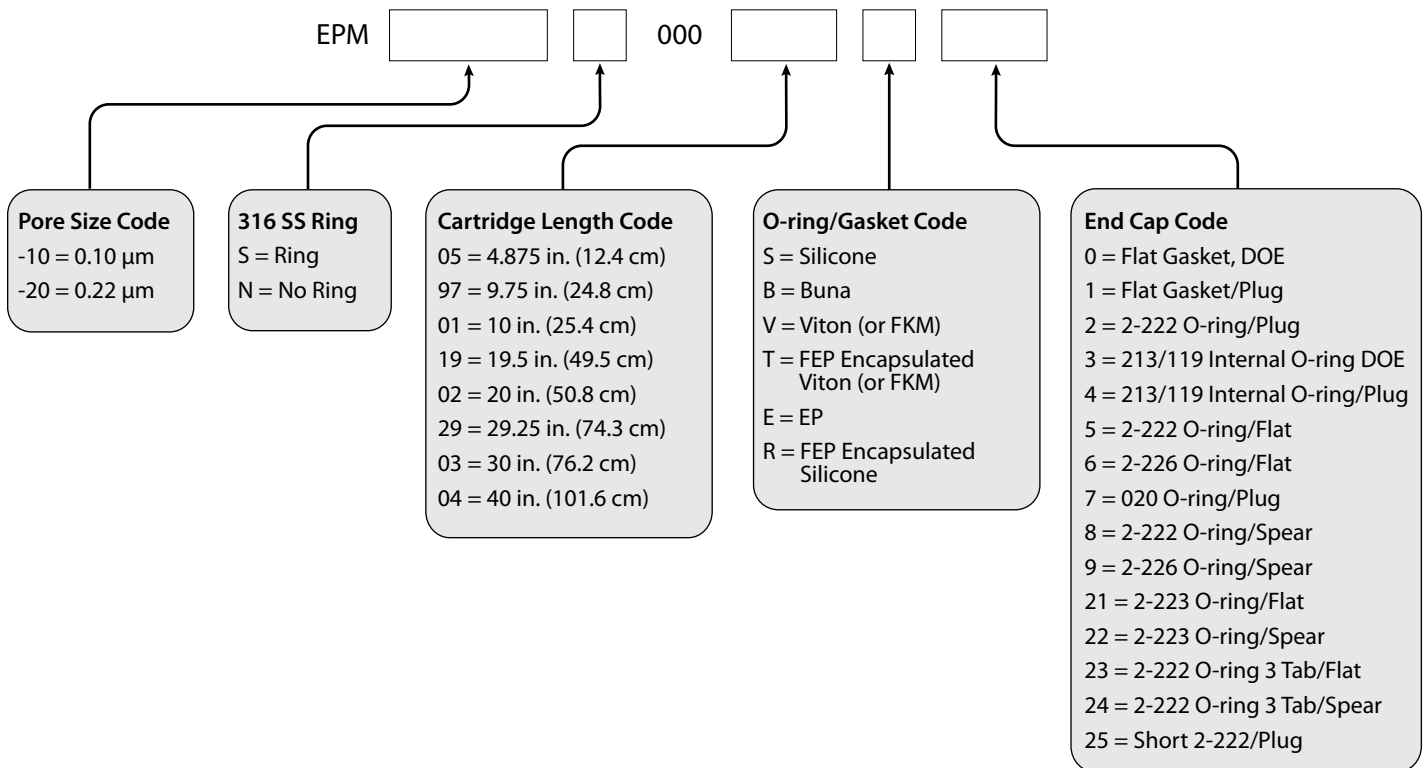 EPM 000
Pore Size Code
-10 = 0.10 µm
-20 = 0.22 µm
316 SS Ring
S = Ring
N = No Ring
Cartridge Length Code
05 = 4.875 in. (12.4 cm)
97 = 9.75 in. (24.8 cm)
01 = 10 in. (25.4 cm)
19 = 19.5 in. (49.5 cm)
02 = 20 in. (50.8 cm)
29 = 29.25 in. (74.3 cm)
03 = 30 in. (76.2 cm)
04 = 40 in. (101.6 cm)
O-ring/Gasket Code
S = Silicone
B = Buna
V = Viton (or FKM)
T = FEP Encapsulated
Viton (or FKM)
E = EP
R = FEP Encapsulated
Silicone
End Cap Code
0 = Flat Gasket, DOE
1 = Flat Gasket/Plug
2 = 2-222 O-ring/Plug
3 = 213/119 Internal O-ring DOE
4 = 213/119 Internal O-ring/Plug
5 = 2-222 O-ring/Flat
6 = 2-226 O-ring/Flat
7 = 020 O-ring/Plug
8 = 2-222 O-ring/Spear
9 = 2-226 O-ring/Spear
21 = 2-223 O-ring/Flat
22 = 2-223 O-ring/Spear
23 = 2-222 O-ring 3 Tab/Flat
24 = 2-222 O-ring 3 Tab/Spear
25 = Short 2-222/Plug